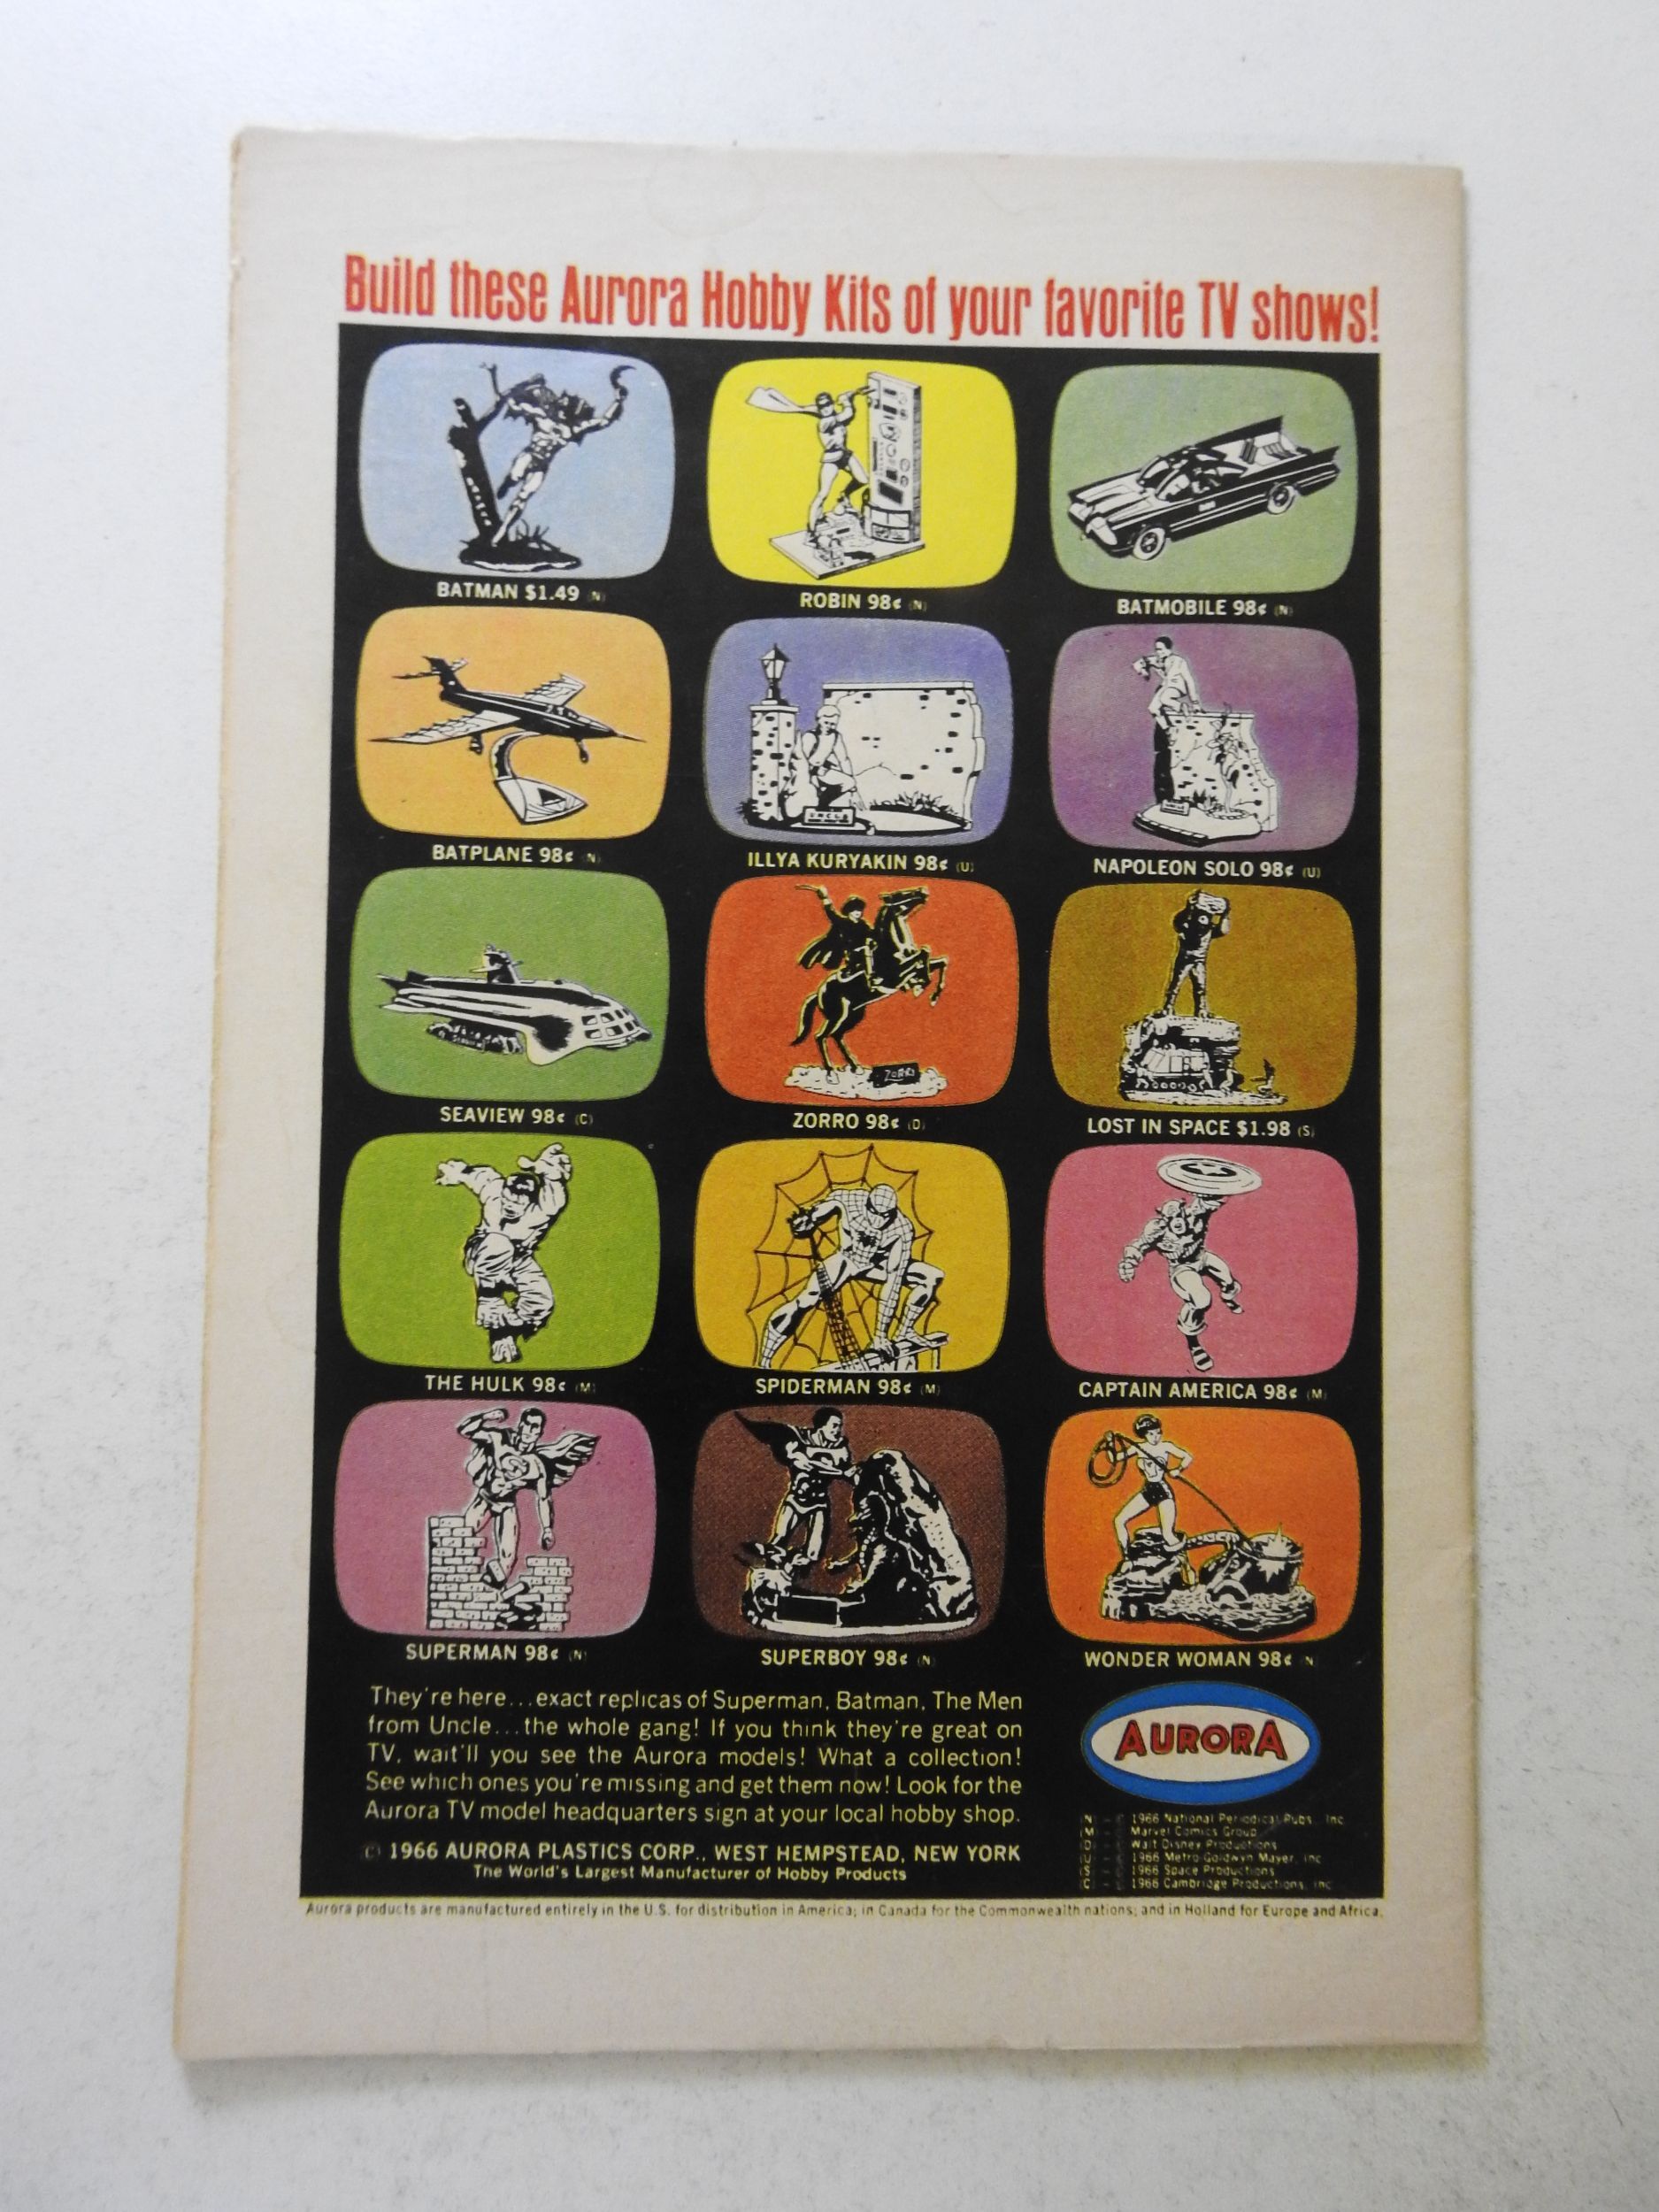 Build these Aurora Hobby Kits of your favorite TV shows!
BATMAN $1.49 (N)
ROBIN 98¢ (N)
BATMOBILE 98¢ (N)
BATPLANE 98¢ (N)
UNCLE
ILLYA KURYAKIN 98¢ (U)
UNCLE
NAPOLEON SOLO 98¢ (U)
SEAVIEW 98¢ (C)
ZORRO
ZORRO 98¢ (D)
LOST IN SPACE $1.98 (S)
THE HULK 98¢ (M)
SPIDERMAN 98¢ (M)
CAPTAIN AMERICA 98¢ (M)
SUPERMAN 98¢ (N)
SUPERBOY 98¢ (N)
WONDER WOMAN 98¢ (N)
They're here...exact replicas of Superman, Batman, The Men
from Uncle...the whole gang! If you think they're great on
TV, wait'll you see the Aurora models! What a collection!
See which ones you're missing and get them now! Look for the
Aurora TV model headquarters sign at your local hobby shop.
© 1966 AURORA PLASTICS CORP., WEST HEMPSTEAD, NEW YORK
The World's Largest Manufacturer of Hobby Products
AURORA
(N) – © 1966 National Periodical Pubs. Inc.
(M) – © Marvel Comics Group
(D) – © Walt Disney Productions
(U) – © 1966 Metro-Goldwyn Mayer, Inc.
(S) – © 1966 Space Productions
(C) – © 1966 Cambridge Productions, Inc.
Aurora products are manufactured entirely in the U.S. for distribution in America; in Canada for the Commonwealth nations; and in Holland for Europe and Africa.